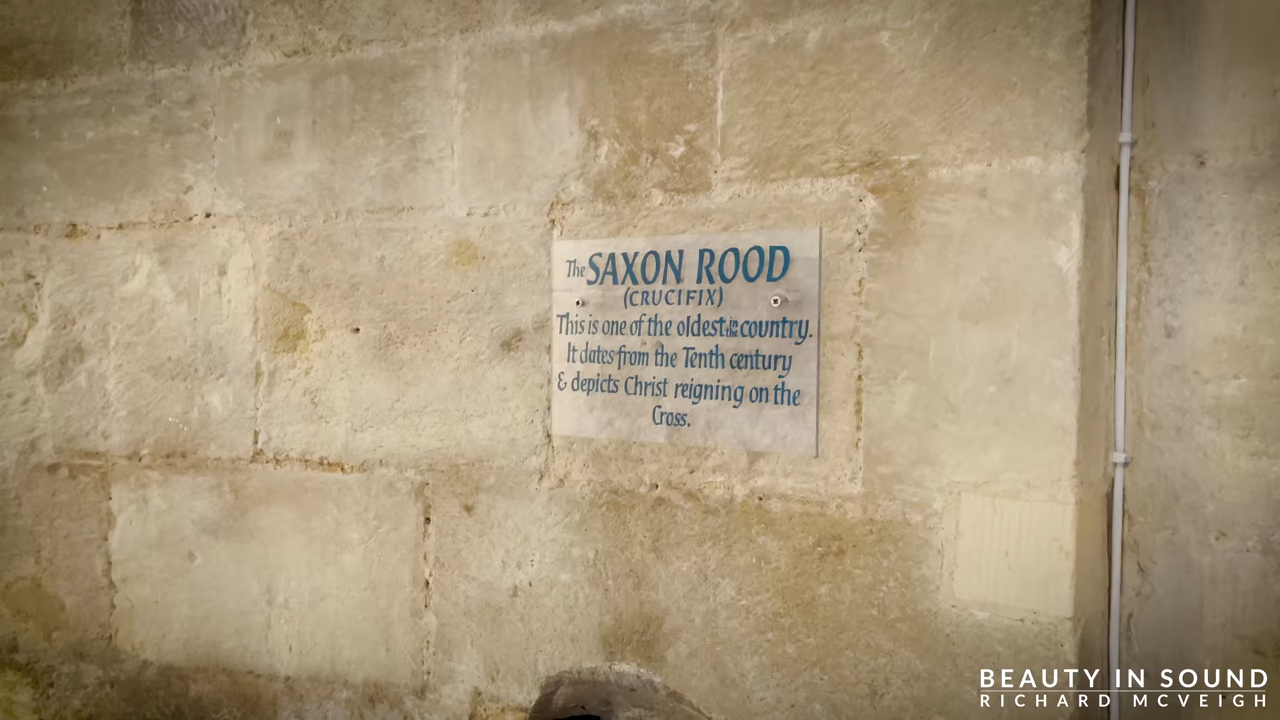 The SAXON ROOD
(CRUCIFIX)
This is one of the oldest in the country.
It dates from the Tenth century
& depicts Christ reigning on the
Cross.
BEAUTY IN SOUND
RICHARD MCVEIGH